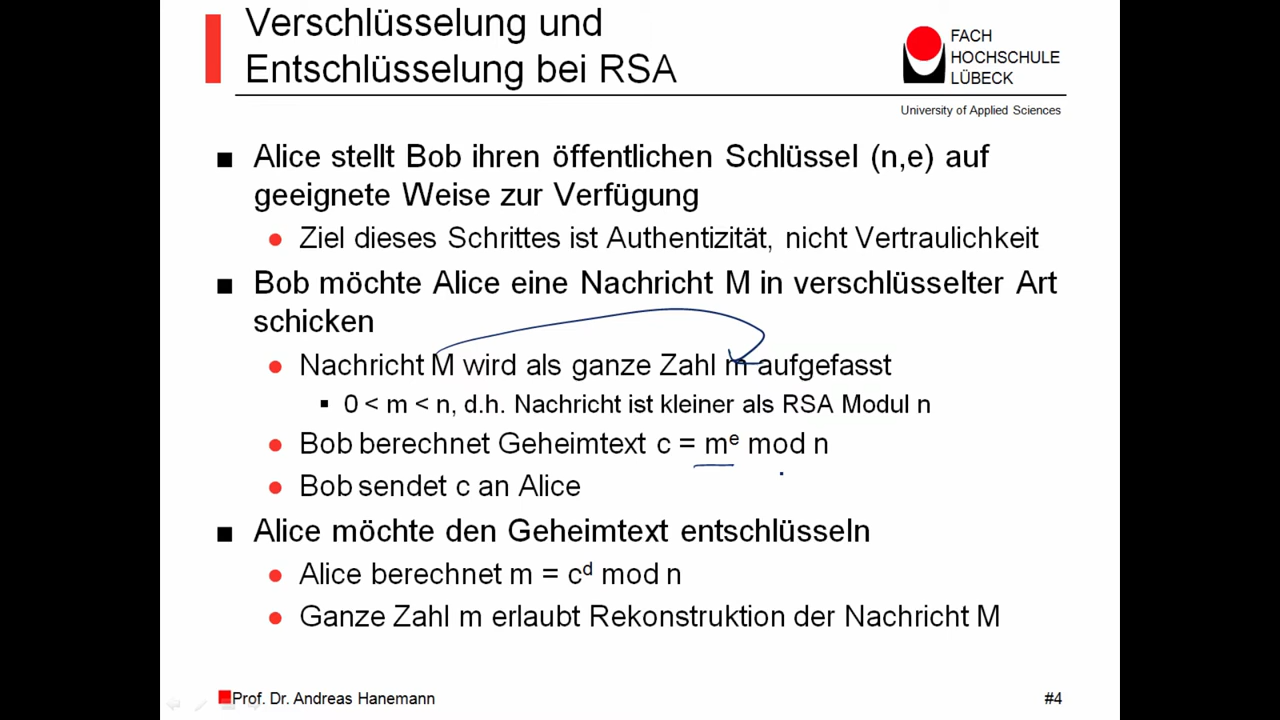 Verschlüsselung und
Entschlüsselung bei RSA
FACH
HOCHSCHULE
LÜBECK
University of Applied Sciences
■ Alice stellt Bob ihren öffentlichen Schlüssel (n,e) auf
geeignete Weise zur Verfügung
● Ziel dieses Schrittes ist Authentizität, nicht Vertraulichkeit
■ Bob möchte Alice eine Nachricht M in verschlüsselter Art
schicken
● Nachricht M wird als ganze Zahl m aufgefasst
▪ 0 < m < n, d.h. Nachricht ist kleiner als RSA Modul n
● Bob berechnet Geheimtext c = mᵉ mod n
● Bob sendet c an Alice
■ Alice möchte den Geheimtext entschlüsseln
● Alice berechnet m = cᵈ mod n
● Ganze Zahl m erlaubt Rekonstruktion der Nachricht M
Prof. Dr. Andreas Hanemann
#4